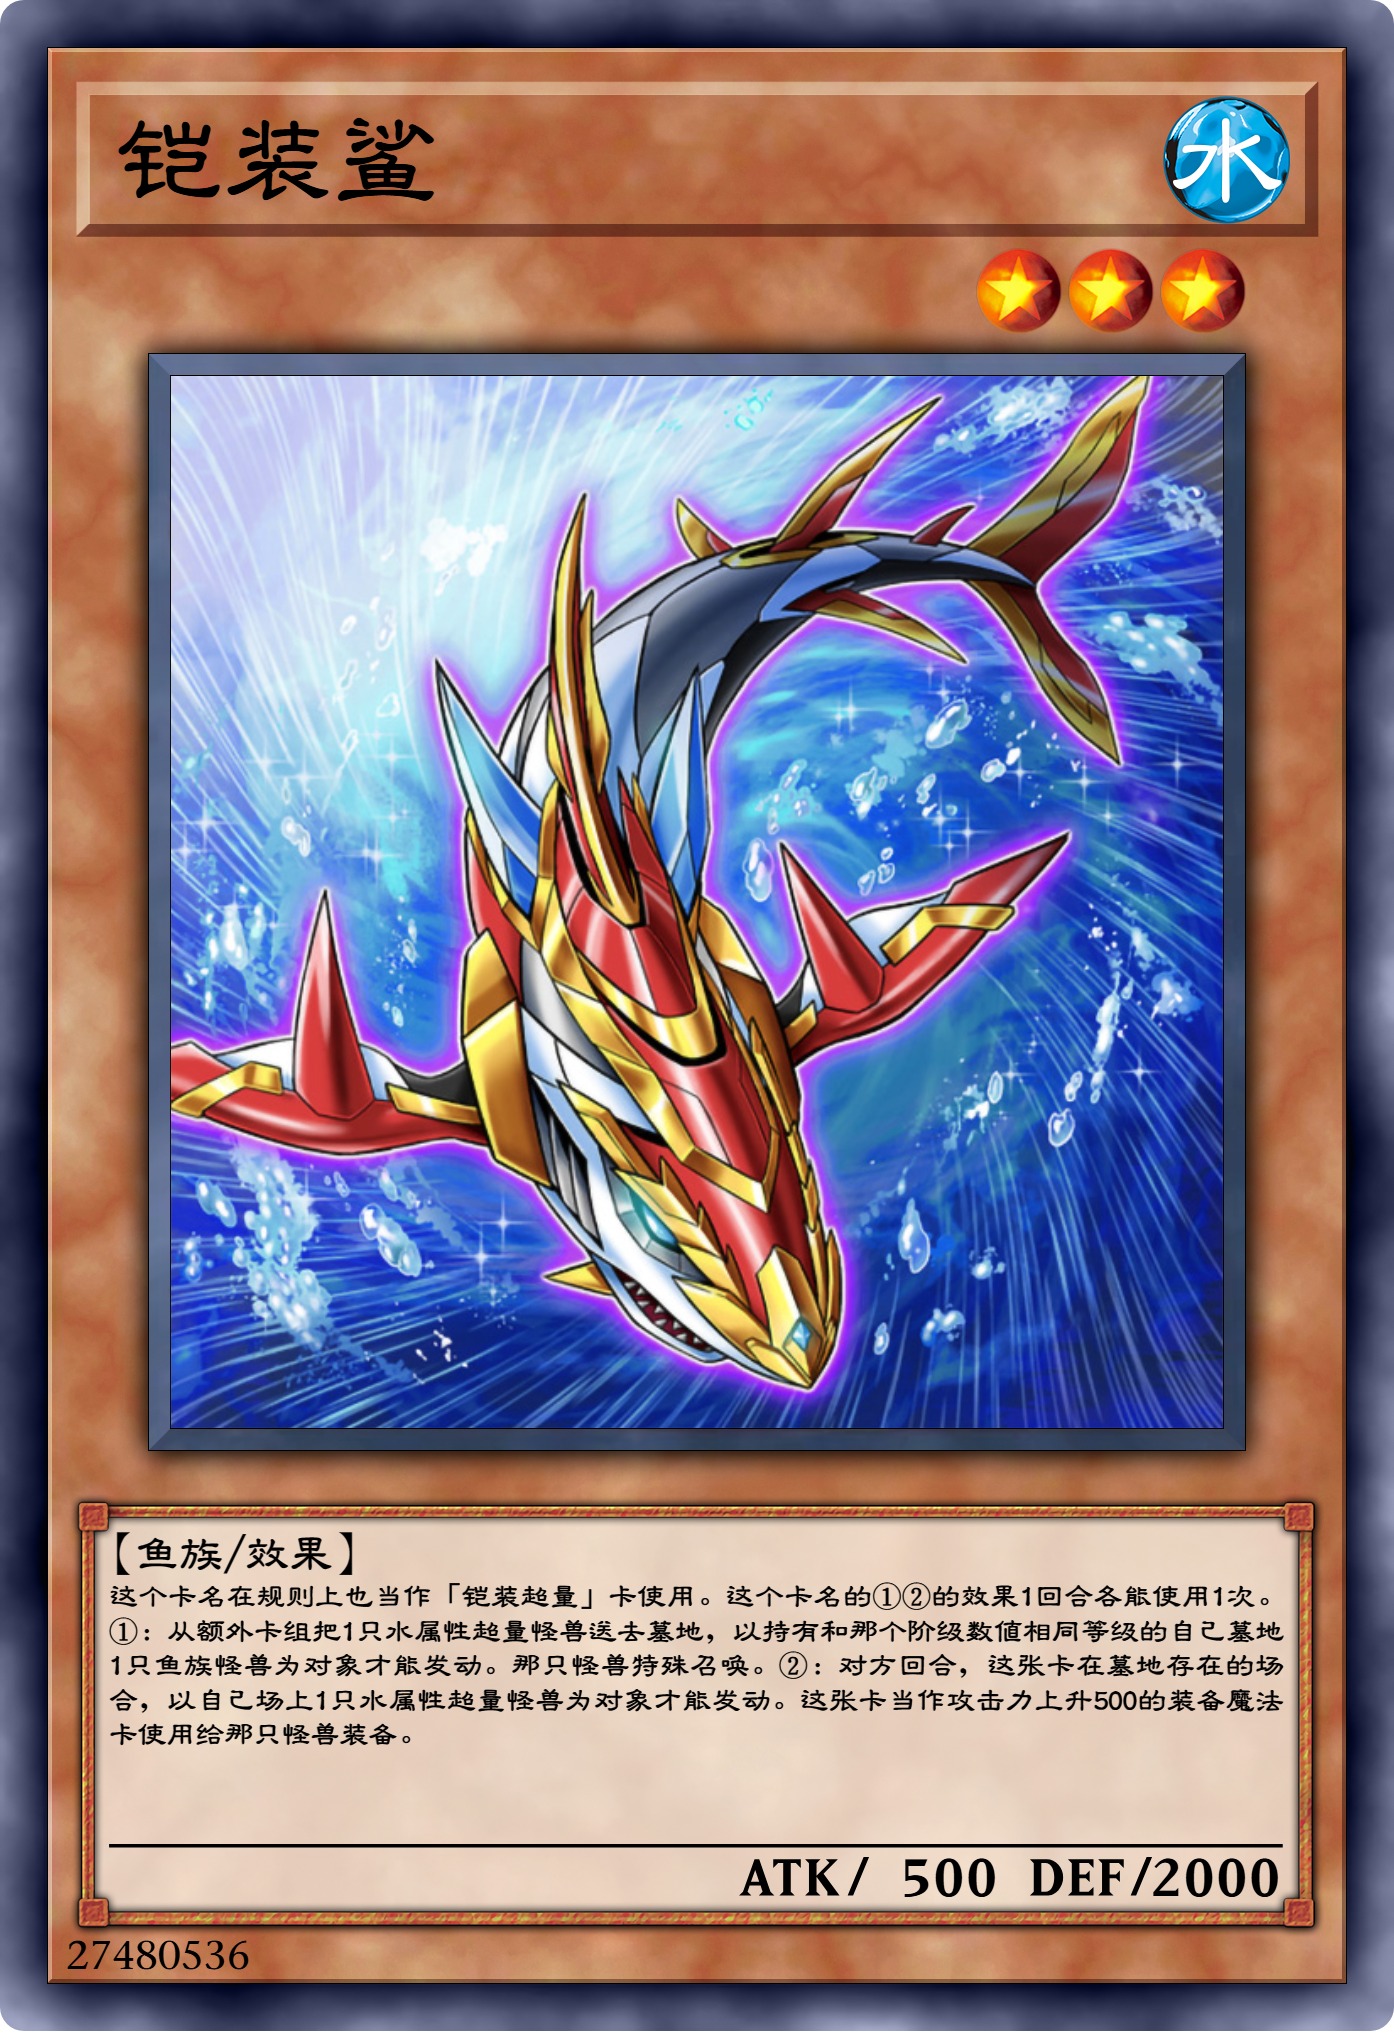 铠装鲨
水
【鱼族/效果】
这个卡名在规则上也当作「铠装超量」卡使用。这个卡名的①②的效果1回合各能使用1次。
①：从额外卡组把1只水属性超量怪兽送去墓地，以持有和那个阶级数值相同等级的自己墓地
1只鱼族怪兽为对象才能发动。那只怪兽特殊召唤。②：对方回合，这张卡在墓地存在的场
合，以自己场上1只水属性超量怪兽为对象才能发动。这张卡当作攻击力上升500的装备魔法
卡使用给那只怪兽装备。
ATK/ 500 DEF/2000
27480536